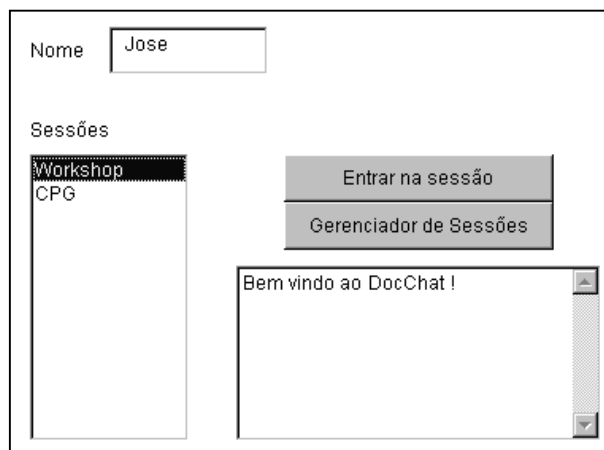 Nome
Jose
Sessões
Workshop
CPG
Entrar na sessão
Gerenciador de Sessões
Bem vindo ao DocChat !